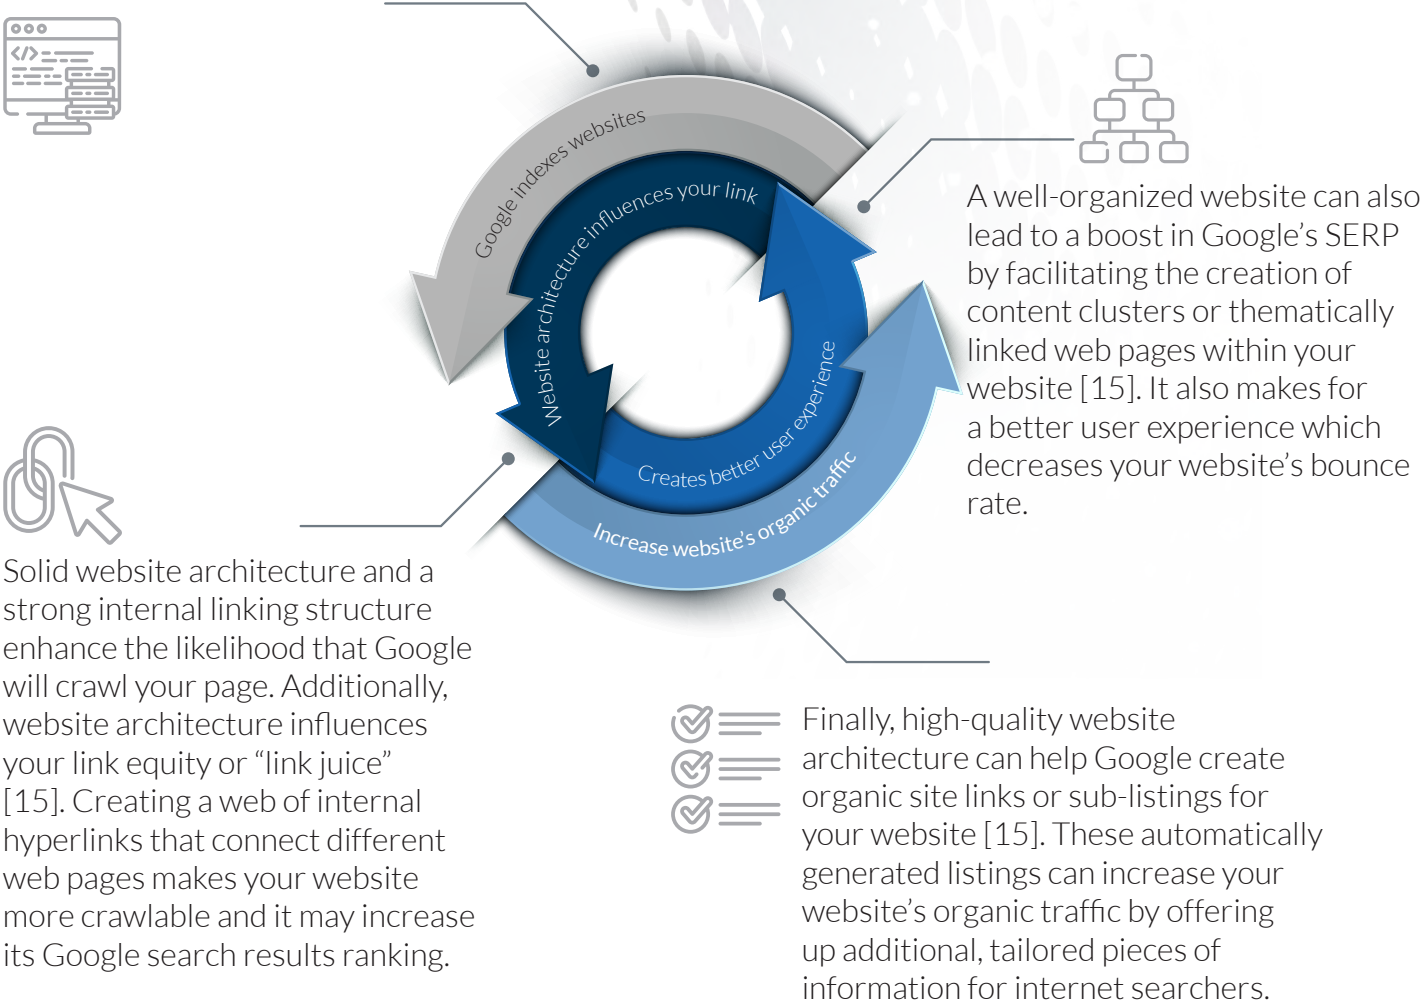 Google indexes websites
Website architecture influences your link
Creates better user experience
Increase website's organic traffic
A well-organized website can also
lead to a boost in Google’s SERP
by facilitating the creation of
content clusters or thematically
linked web pages within your
website [15]. It also makes for
a better user experience which
decreases your website’s bounce
rate.
Solid website architecture and a
strong internal linking structure
enhance the likelihood that Google
will crawl your page. Additionally,
website architecture influences
your link equity or “link juice”
[15]. Creating a web of internal
hyperlinks that connect different
web pages makes your website
more crawlable and it may increase
its Google search results ranking.
Finally, high-quality website
architecture can help Google create
organic site links or sub-listings for
your website [15]. These automatically
generated listings can increase your
website’s organic traffic by offering
up additional, tailored pieces of
information for internet searchers.